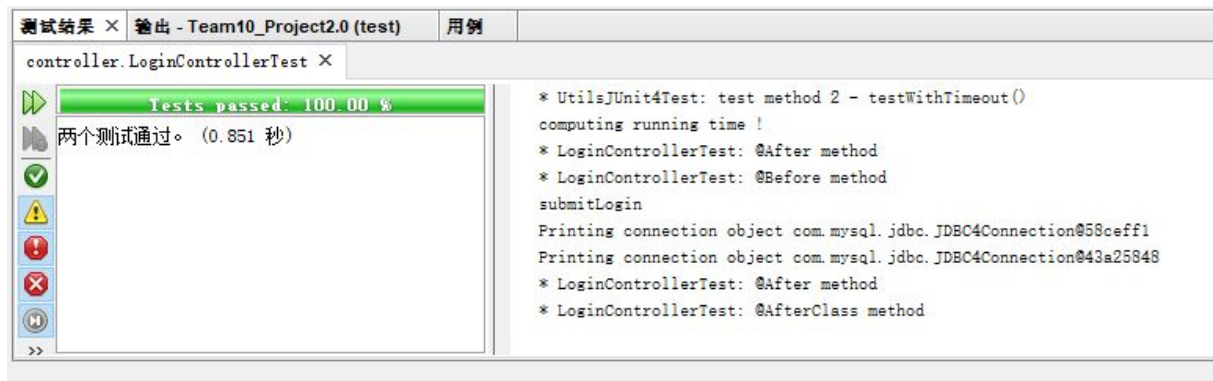 测试结果 × 输出 - Team10_Project2.0 (test) 用例
controller.LoginControllerTest ×
Tests passed: 100.00 %
两个测试通过。 (0.851 秒)
* UtilsJUnit4Test: test method 2 - testWithTimeout()
computing running time !
* LoginControllerTest: @After method
* LoginControllerTest: @Before method
submitLogin
Printing connection object com.mysql.jdbc.JDBC4Connection@58ceff1
Printing connection object com.mysql.jdbc.JDBC4Connection@43a25848
* LoginControllerTest: @After method
* LoginControllerTest: @AfterClass method
>>